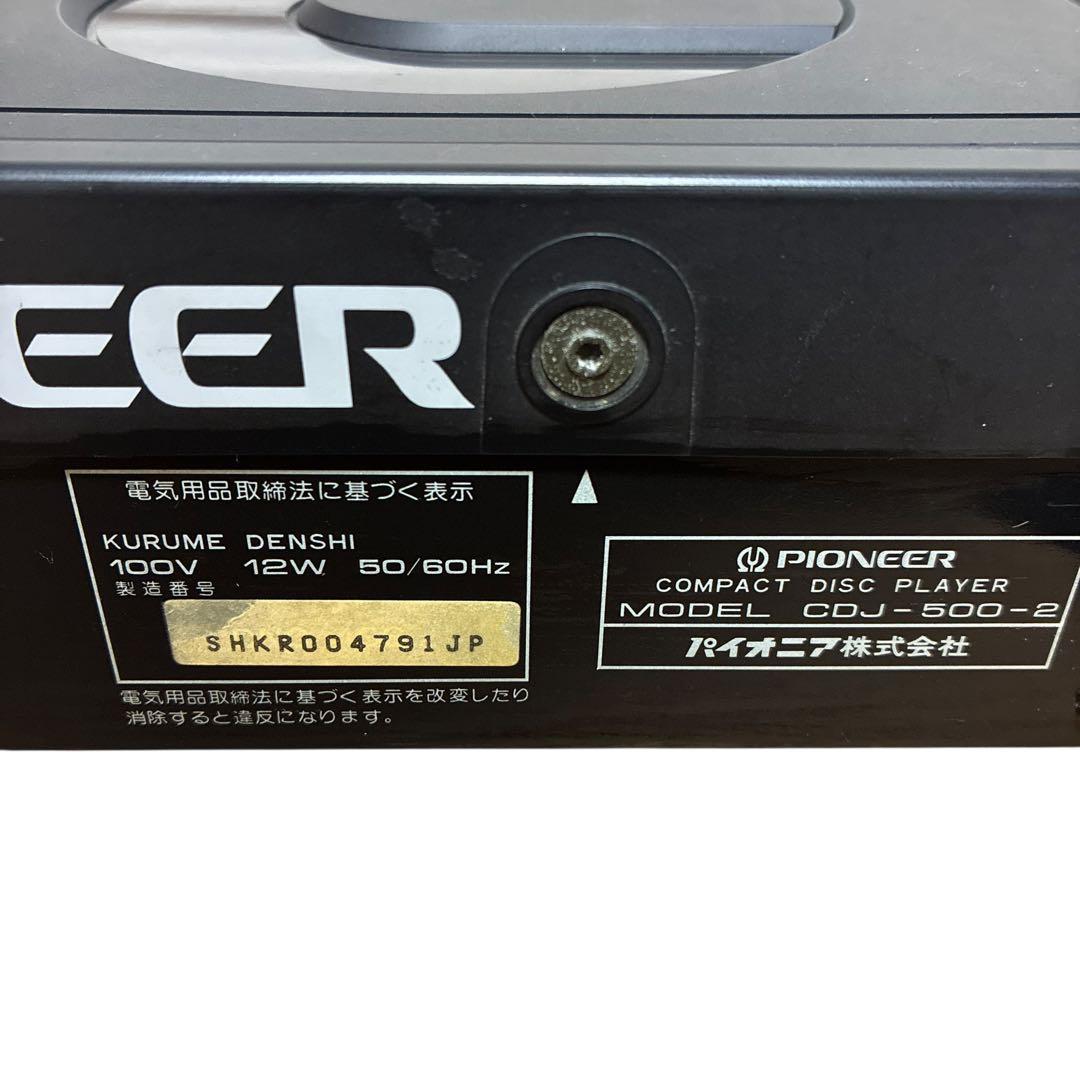 EER
電気用品取締法に基づく表示
KURUME DENSHI
100V 12W 50/60Hz
製造番号
SHKR004791JP
電気用品取締法に基づく表示を改変したり
消除すると違反になります。
PIONEER
COMPACT DISC PLAYER
MODEL CDJ-500-2
パイオニア株式会社